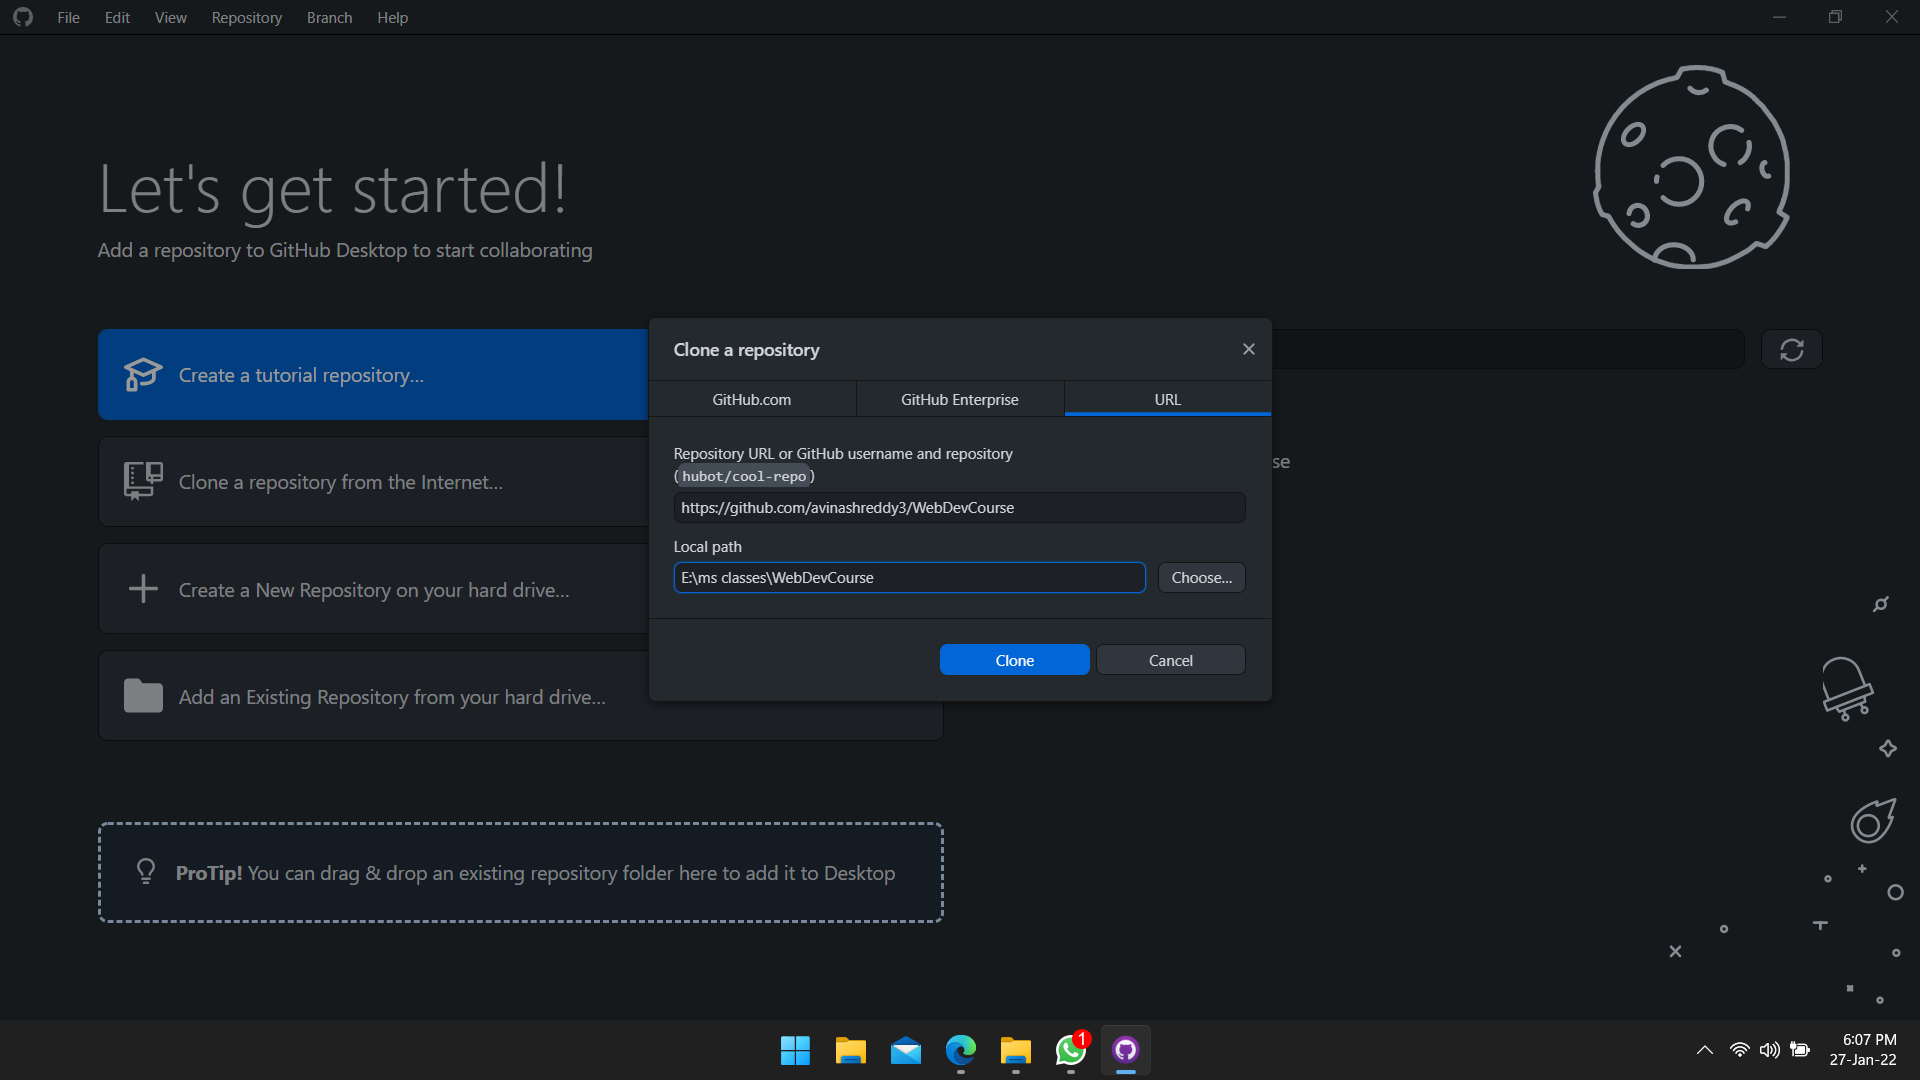 File Edit View Repository Branch Help
Let's get started!
Add a repository to GitHub Desktop to start collaborating
Create a tutorial repository...
Clone a repository from the Internet...
Create a New Repository on your hard drive...
Add an Existing Repository from your hard drive...
ProTip! You can drag & drop an existing repository folder here to add it to Desktop
se
Clone a repository
GitHub.com GitHub Enterprise URL
Repository URL or GitHub username and repository
(hubot/cool-repo)
https://github.com/avinashreddy3/WebDevCourse
Local path
E:\ms classes\WebDevCourse Choose...
Clone Cancel
1
6:07 PM
27-Jan-22